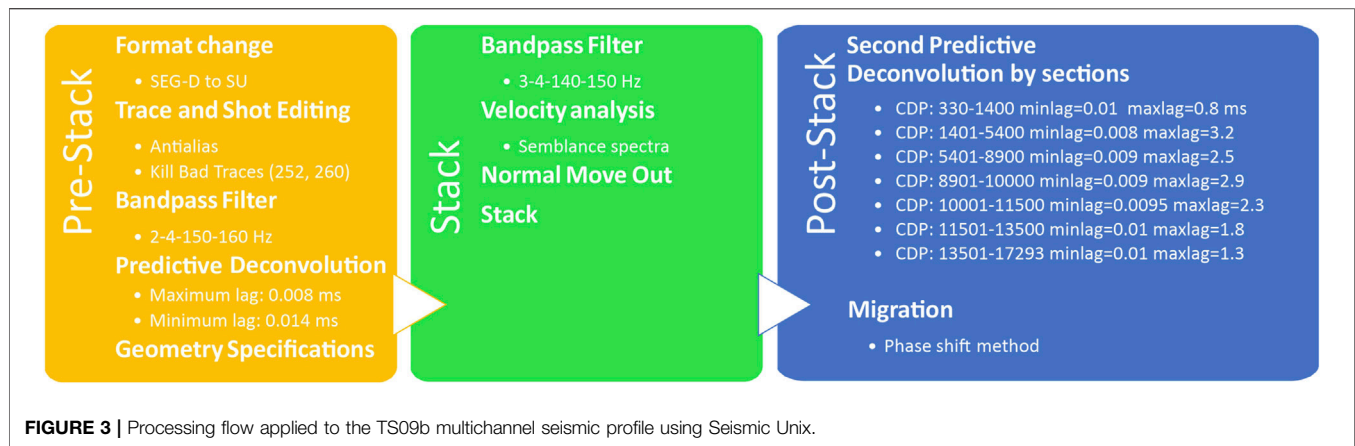 Pre-Stack
Format change
• SEG-D to SU
Trace and Shot Editing
• Antialias
• Kill Bad Traces (252, 260)
Bandpass Filter
• 2-4-150-160 Hz
Predictive Deconvolution
• Maximum lag: 0.008 ms
• Minimum lag: 0.014 ms
Geometry Specifications
Stack
Bandpass Filter
• 3-4-140-150 Hz
Velocity analysis
• Semblance spectra
Normal Move Out
Stack
Post-Stack
Second Predictive
Deconvolution by sections
• CDP: 330-1400 minlag=0.01 maxlag=0.8 ms
• CDP: 1401-5400 minlag=0.008 maxlag=3.2
• CDP: 5401-8900 minlag=0.009 maxlag=2.5
• CDP: 8901-10000 minlag=0.009 maxlag=2.9
• CDP: 10001-11500 minlag=0.0095 maxlag=2.3
• CDP: 11501-13500 minlag=0.01 maxlag=1.8
• CDP: 13501-17293 minlag=0.01 maxlag=1.3
Migration
• Phase shift method
FIGURE 3 | Processing flow applied to the TS09b multichannel seismic profile using Seismic Unix.